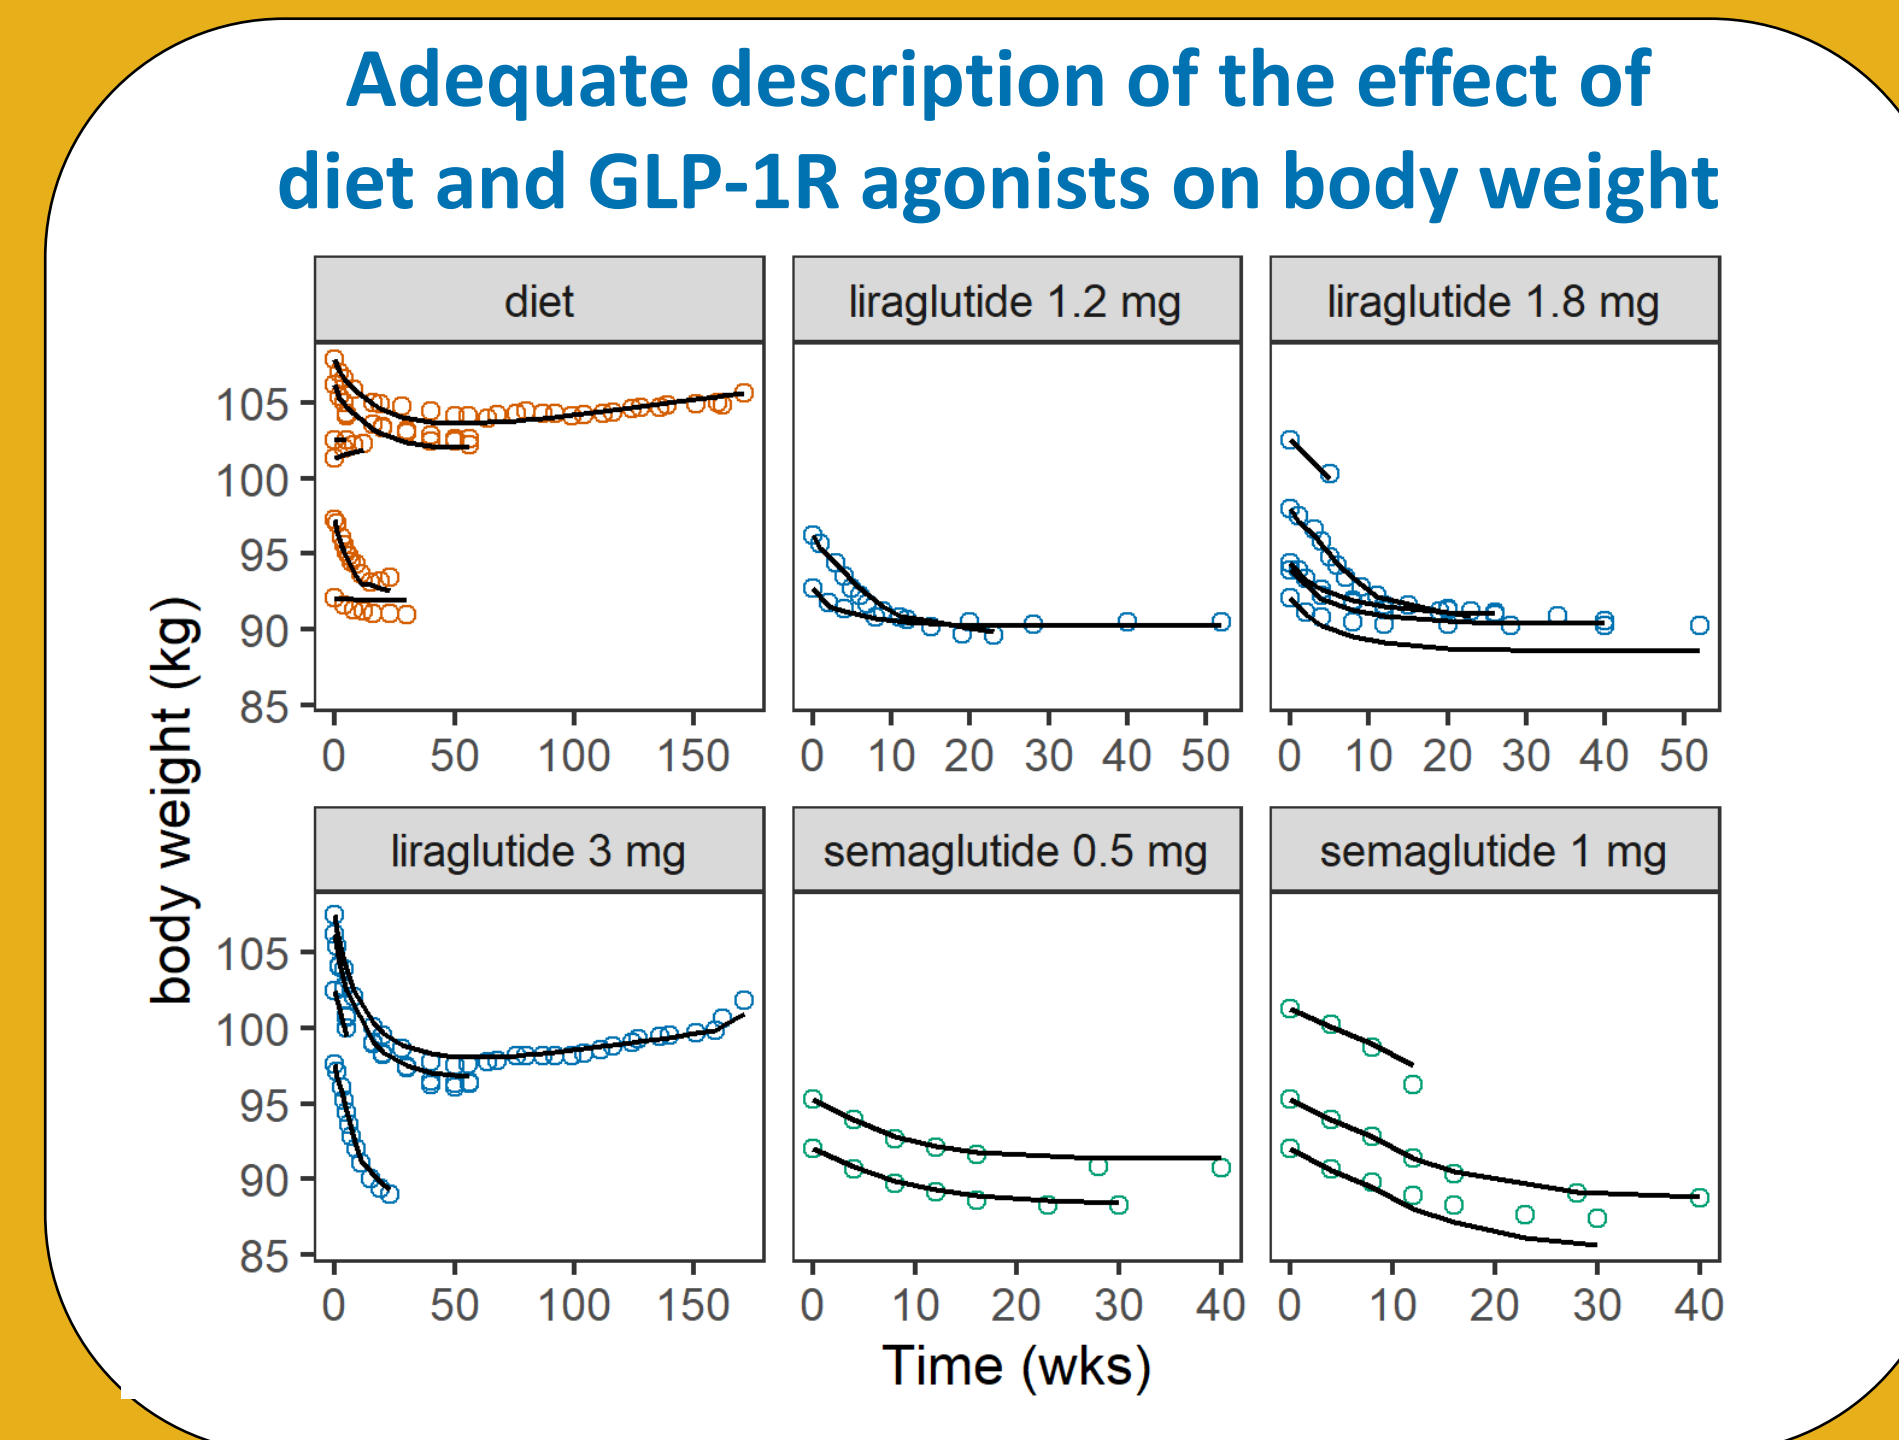 Adequate description of the effect of
diet and GLP-1R agonists on body weight
diet
liraglutide 1.2 mg
liraglutide 1.8 mg
105
100
95
90
85
0 50 100 150
0 10 20 30 40 50
0 10 20 30 40 50
body weight (kg)
liraglutide 3 mg
semaglutide 0.5 mg
semaglutide 1 mg
105
100
95
90
85
0 50 100 150
0 10 20 30 40
0 10 20 30 40
Time (wks)